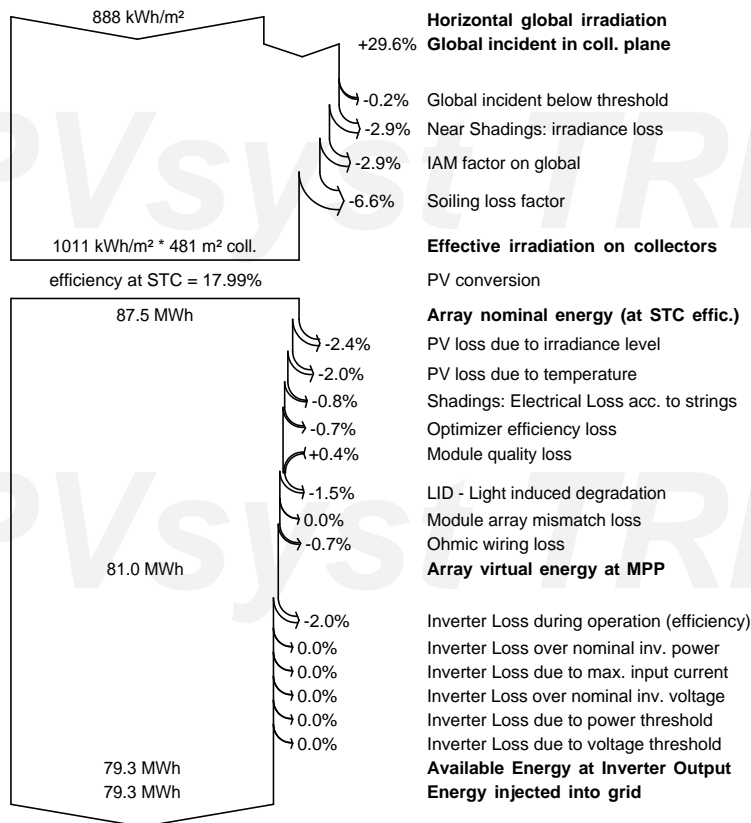 888 kWh/m² Horizontal global irradiation
+29.6% Global incident in coll. plane
-0.2% Global incident below threshold
-2.9% Near Shadings: irradiance loss
-2.9% IAM factor on global
-6.6% Soiling loss factor
1011 kWh/m² * 481 m² coll. Effective irradiation on collectors
efficiency at STC = 17.99% PV conversion
87.5 MWh Array nominal energy (at STC effic.)
-2.4% PV loss due to irradiance level
-2.0% PV loss due to temperature
-0.8% Shadings: Electrical Loss acc. to strings
-0.7% Optimizer efficiency loss
+0.4% Module quality loss
-1.5% LID - Light induced degradation
0.0% Module array mismatch loss
-0.7% Ohmic wiring loss
81.0 MWh Array virtual energy at MPP
-2.0% Inverter Loss during operation (efficiency)
0.0% Inverter Loss over nominal inv. power
0.0% Inverter Loss due to max. input current
0.0% Inverter Loss over nominal inv. voltage
0.0% Inverter Loss due to power threshold
0.0% Inverter Loss due to voltage threshold
79.3 MWh Available Energy at Inverter Output
79.3 MWh Energy injected into grid
PVsyst TRI
PVsyst TRI